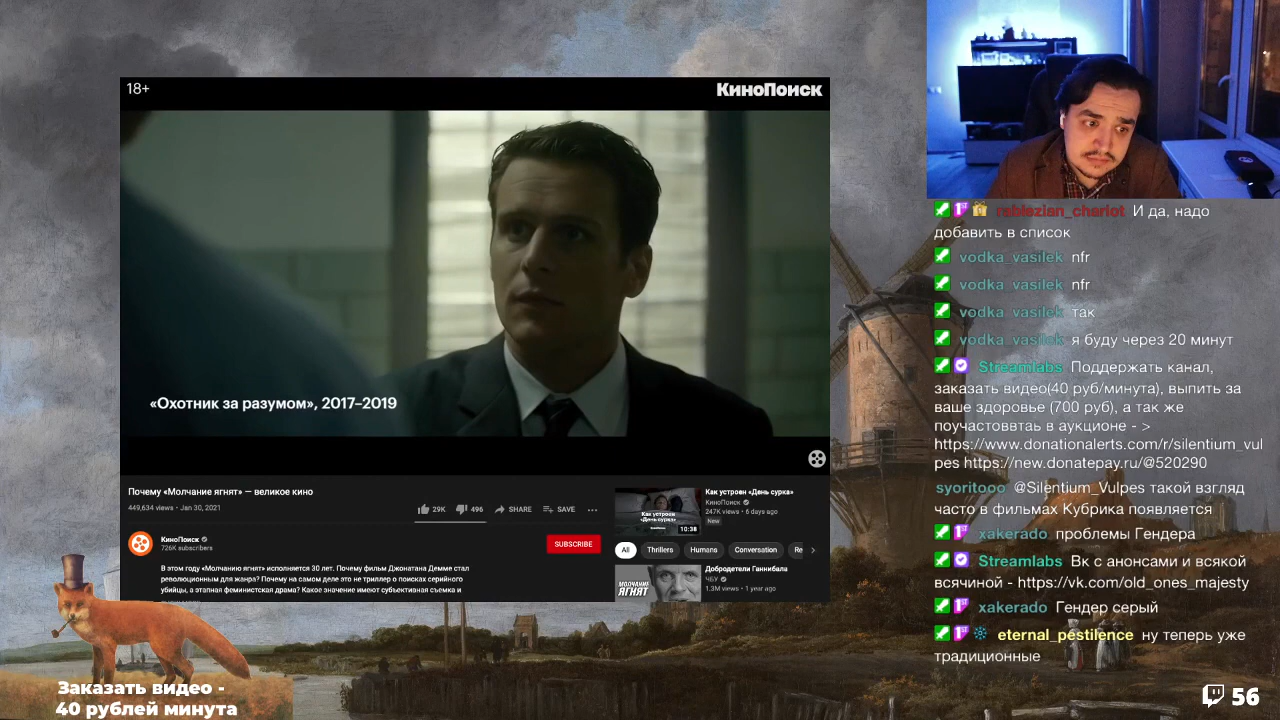 18+
КиноПоиск
«Охотник за разумом», 2017–2019
Почему «Молчание ягнят» — великое кино
449,634 views • Jan 30, 2021
29K
496
SHARE
SAVE
КиноПоиск
726K subscribers
SUBSCRIBE
В этом году «Молчанию ягнят» исполняется 30 лет. Почему фильм Джонатана Демме стал
революционным для жанра? Почему на самом деле это не триллер о поисках серийного
убийцы, а этапная феминистская драма? Какое значение имеют субъективная съемка и
Как устроен
«День сурка»
10:38
Как устроен «День сурка»
КиноПоиск
247K views • 6 days ago
New
All
Thrillers
Humans
Conversation
Re
МОЛЧАНИЕ
ЯГНЯТ
Добродетели Ганнибала
ЧБУ
1.3M views • 1 year ago
Заказать видео -
40 рублей минута
rablezian_chariot И да, надо
добавить в список
vodka_vasilek nfr
vodka_vasilek nfr
vodka_vasilek так
vodka_vasilek я буду через 20 минут
Streamlabs Поддержать канал,
заказать видео(40 руб/минута), выпить за
ваше здоровье (700 руб), а так же
поучастоввтаь в аукционе - >
https://www.donationalerts.com/r/silentium_vul
pes https://new.donatepay.ru/@520290
syoritooo @Silentium_Vulpes такой взгляд
часто в фильмах Кубрика появляется
xakerado проблемы Гендера
Streamlabs Вк с анонсами и всякой
всячиной - https://vk.com/old_ones_majesty
xakerado Гендер серый
eternal_pestilence ну теперь уже
традиционные
56